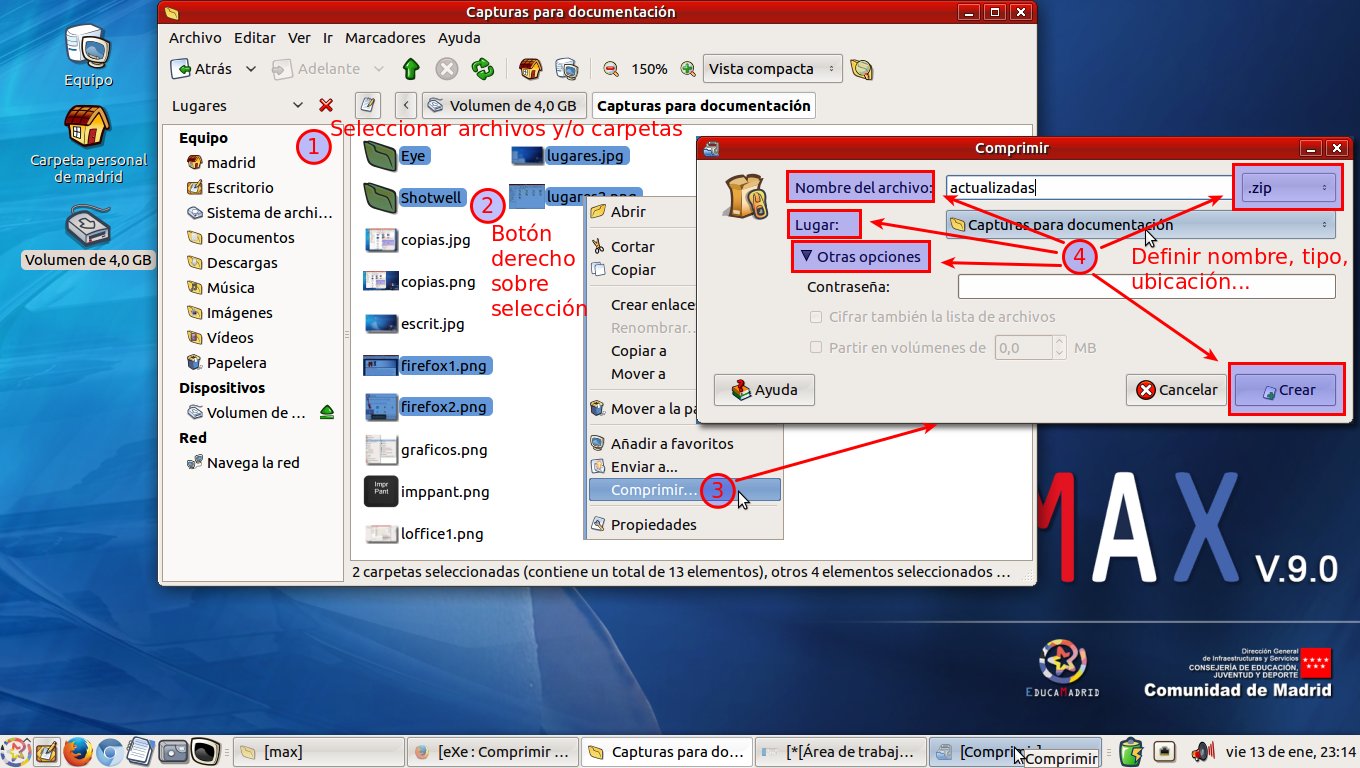 Equipo
Carpeta personal
de madrid
Volumen de 4,0 GB
Capturas para documentación
Archivo Editar Ver Ir Marcadores Ayuda
Atrás Adelante 150% Vista compacta
Lugares Volumen de 4,0 GB Capturas para documentación
1 Seleccionar archivos y/o carpetas
Equipo
madrid
Escritorio
Sistema de archi...
Documentos
Descargas
Música
Imágenes
Vídeos
Papelera
Dispositivos
Volumen de ...
Red
Navega la red
Eye
Shotwell
copias.jpg
copias.png
escrit.jpg
firefox1.png
firefox2.png
graficos.png
Impr
Pant
imppant.png
loffice1.png
lugares.jpg
2
Botón
derecho
sobre
selección
Abrir
Cortar
Copiar
Crear enlace
Renombrar...
Copiar a
Mover a
Mover a la pa
Añadir a favoritos
Enviar a...
Comprimir... 3
Propiedades
2 carpetas seleccionadas (contiene un total de 13 elementos), otros 4 elementos seleccionados ...
Comprimir
Nombre del archivo: actualizadas .zip
Lugar: Capturas para documentación
Otras opciones
4
Definir nombre, tipo,
ubicación...
Contraseña:
Cifrar también la lista de archivos
Partir en volúmenes de 0,0 MB
Ayuda Cancelar Crear
MAX
V.9.0
EDUCAMADRID
Dirección General
de Infraestructuras y Servicios
CONSEJERÍA DE EDUCACIÓN,
JUVENTUD Y DEPORTE
Comunidad de Madrid
[max] [eXe : Comprimir ... Capturas para do... [*[Área de trabaj... Comprimir vie 13 de ene, 23:14